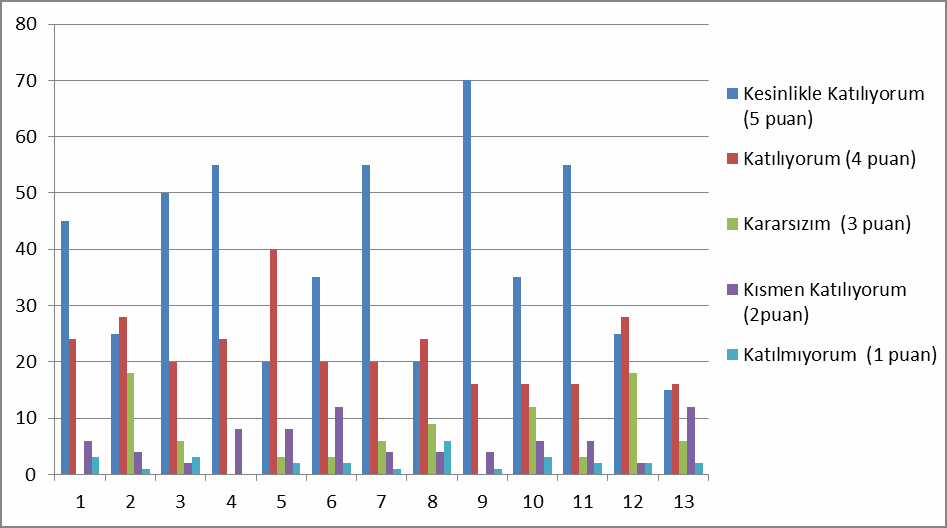 80
70
60
50
40
30
20
10
0
1 2 3 4 5 6 7 8 9 10 11 12 13
Kesinlikle Katılıyorum
(5 puan)
Katılıyorum (4 puan)
Kararsızım  (3 puan)
Kısmen Katılıyorum
(2puan)
Katılmıyorum  (1 puan)